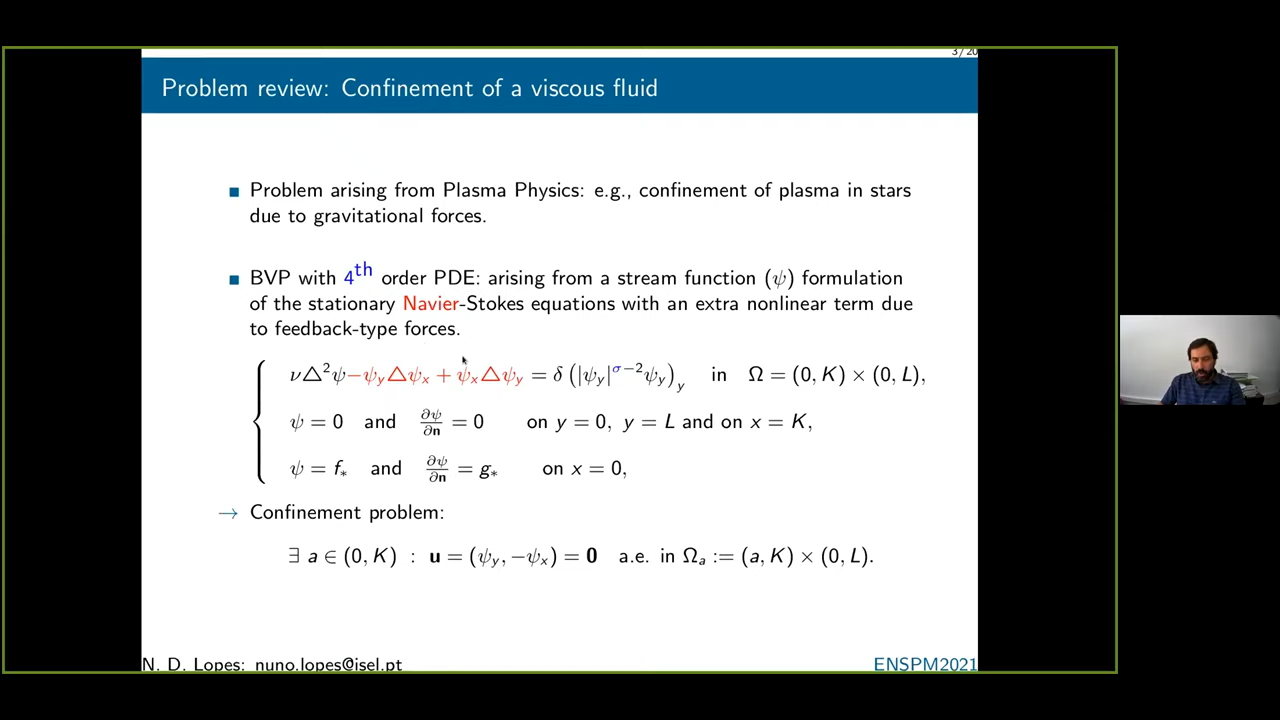 3/20
Problem review: Confinement of a viscous fluid
■ Problem arising from Plasma Physics: e.g., confinement of plasma in stars
due to gravitational forces.
■ BVP with 4th order PDE: arising from a stream function (ψ) formulation
of the stationary Navier-Stokes equations with an extra nonlinear term due
to feedback-type forces.
ν△²ψ−ψ_y△ψ_x + ψ_x△ψ_y = δ (|ψ_y|^{σ−2}ψ_y)_y in Ω = (0, K) × (0, L),
ψ = 0 and ∂ψ/∂n = 0 on y = 0, y = L and on x = K,
ψ = f_* and ∂ψ/∂n = g_* on x = 0,
→ Confinement problem:
∃ a ∈ (0, K) : u = (ψ_y, −ψ_x) = 0 a.e. in Ω_a := (a, K) × (0, L).
N. D. Lopes: nuno.lopes@isel.pt ENSPM2021